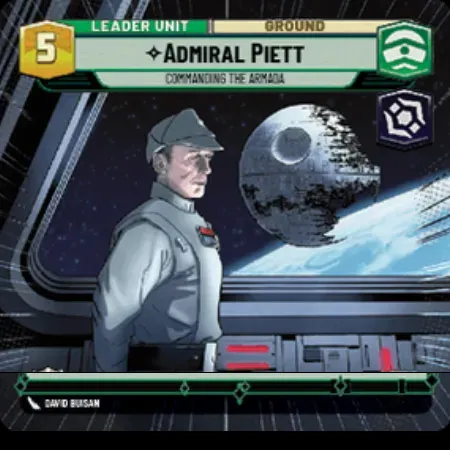 LEADER UNIT
GROUND
5
ADMIRAL PIETT
COMMANDING THE ARMADA
DAVID BUISAN